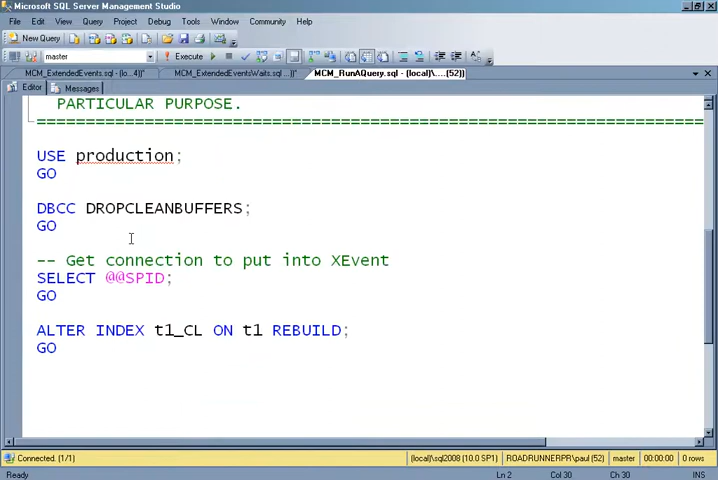 Microsoft SQL Server Management Studio
File Edit View Query Project Debug Tools Window Community Help
New Query
master Execute
MCM_ExtendedEvents.sql - (lo...4))* MCM_ExtendedEventsWaits.sql ...))* MCM_RunAQuery.sql - (local)\....(52))
Editor Messages
PARTICULAR PURPOSE.
============================================================================
USE production;
GO
DBCC DROPCLEANBUFFERS;
GO
-- Get connection to put into XEvent
SELECT @@SPID;
GO
ALTER INDEX t1_CL ON t1 REBUILD;
GO
Connected. (1/1) (local)\sql2008 (10.0 SP1) ROADRUNNERPR\paul (52) master 00:00:00 0 rows
Ready Ln 2 Col 30 Ch 30 INS